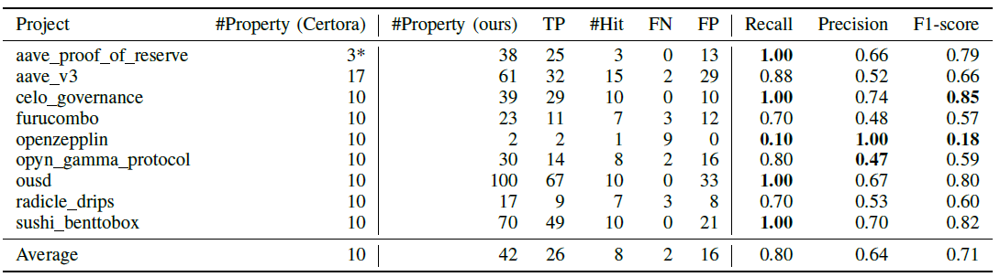 Project #Property (Certora) #Property (ours) TP #Hit FN FP Recall Precision F1-score
aave_proof_of_reserve 3* 38 25 3 0 13 1.00 0.66 0.79
aave_v3 17 61 32 15 2 29 0.88 0.52 0.66
celo_governance 10 39 29 10 0 10 1.00 0.74 0.85
furucombo 10 23 11 7 3 12 0.70 0.48 0.57
openzepplin 10 2 2 1 9 0 0.10 1.00 0.18
opyn_gamma_protocol 10 30 14 8 2 16 0.80 0.47 0.59
ousd 10 100 67 10 0 33 1.00 0.67 0.80
radicle_drips 10 17 9 7 3 8 0.70 0.53 0.60
sushi_benttobox 10 70 49 10 0 21 1.00 0.70 0.82
Average 10 42 26 8 2 16 0.80 0.64 0.71